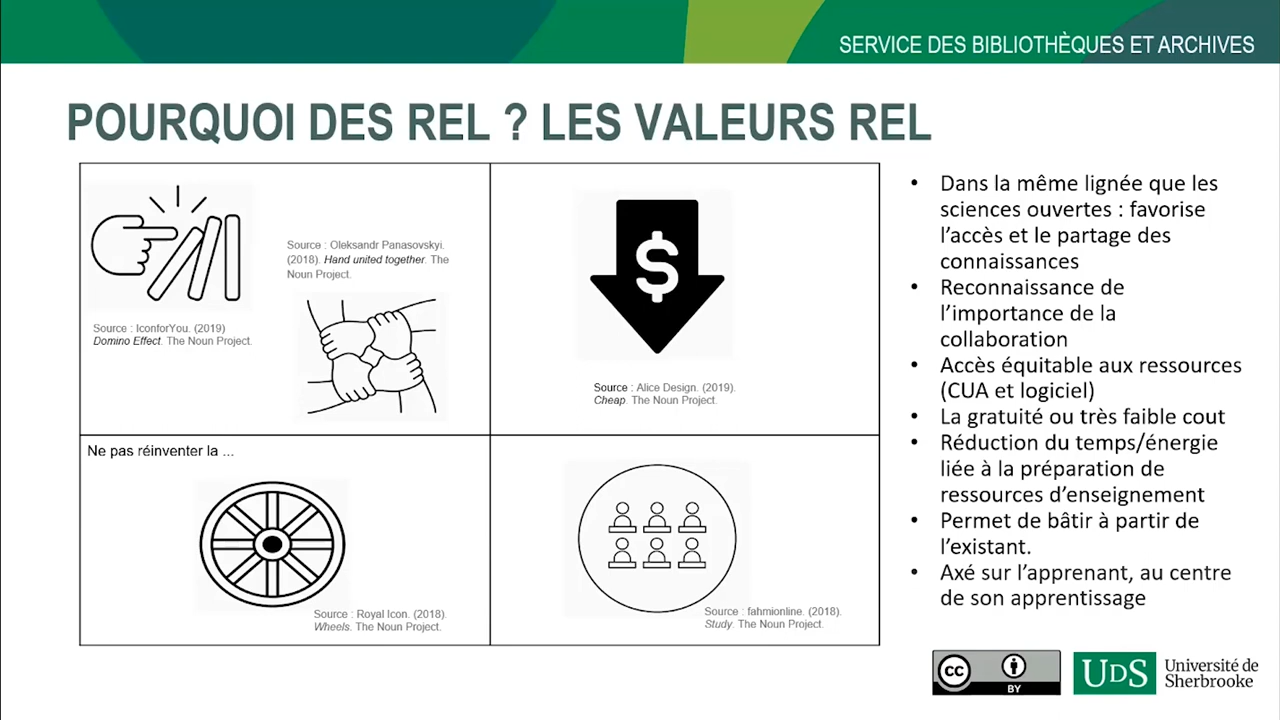 SERVICE DES BIBLIOTHÈQUES ET ARCHIVES
POURQUOI DES REL ? LES VALEURS REL
Source : Oleksandr Panasovskyi.
(2018). Hand united together. The
Noun Project.
Source : IconforYou. (2019)
Domino Effect. The Noun Project.
$
Source : Alice Design. (2019).
Cheap. The Noun Project.
Ne pas réinventer la ...
Source : Royal Icon. (2018).
Wheels. The Noun Project.
Source : fahmionline. (2018).
Study. The Noun Project.
• Dans la même lignée que les
sciences ouvertes : favorise
l’accès et le partage des
connaissances
• Reconnaissance de
l’importance de la
collaboration
• Accès équitable aux ressources
(CUA et logiciel)
• La gratuité ou très faible cout
• Réduction du temps/énergie
liée à la préparation de
ressources d’enseignement
• Permet de bâtir à partir de
l’existant.
• Axé sur l’apprenant, au centre
de son apprentissage
cc
BY
UDS
Université de
Sherbrooke